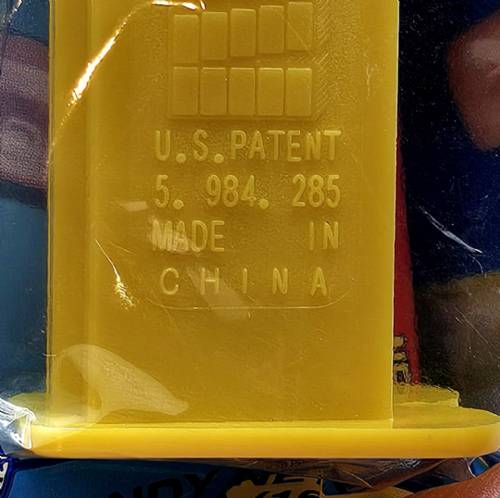 U.S.PATENT
5. 984. 285
MADE IN
CHINA